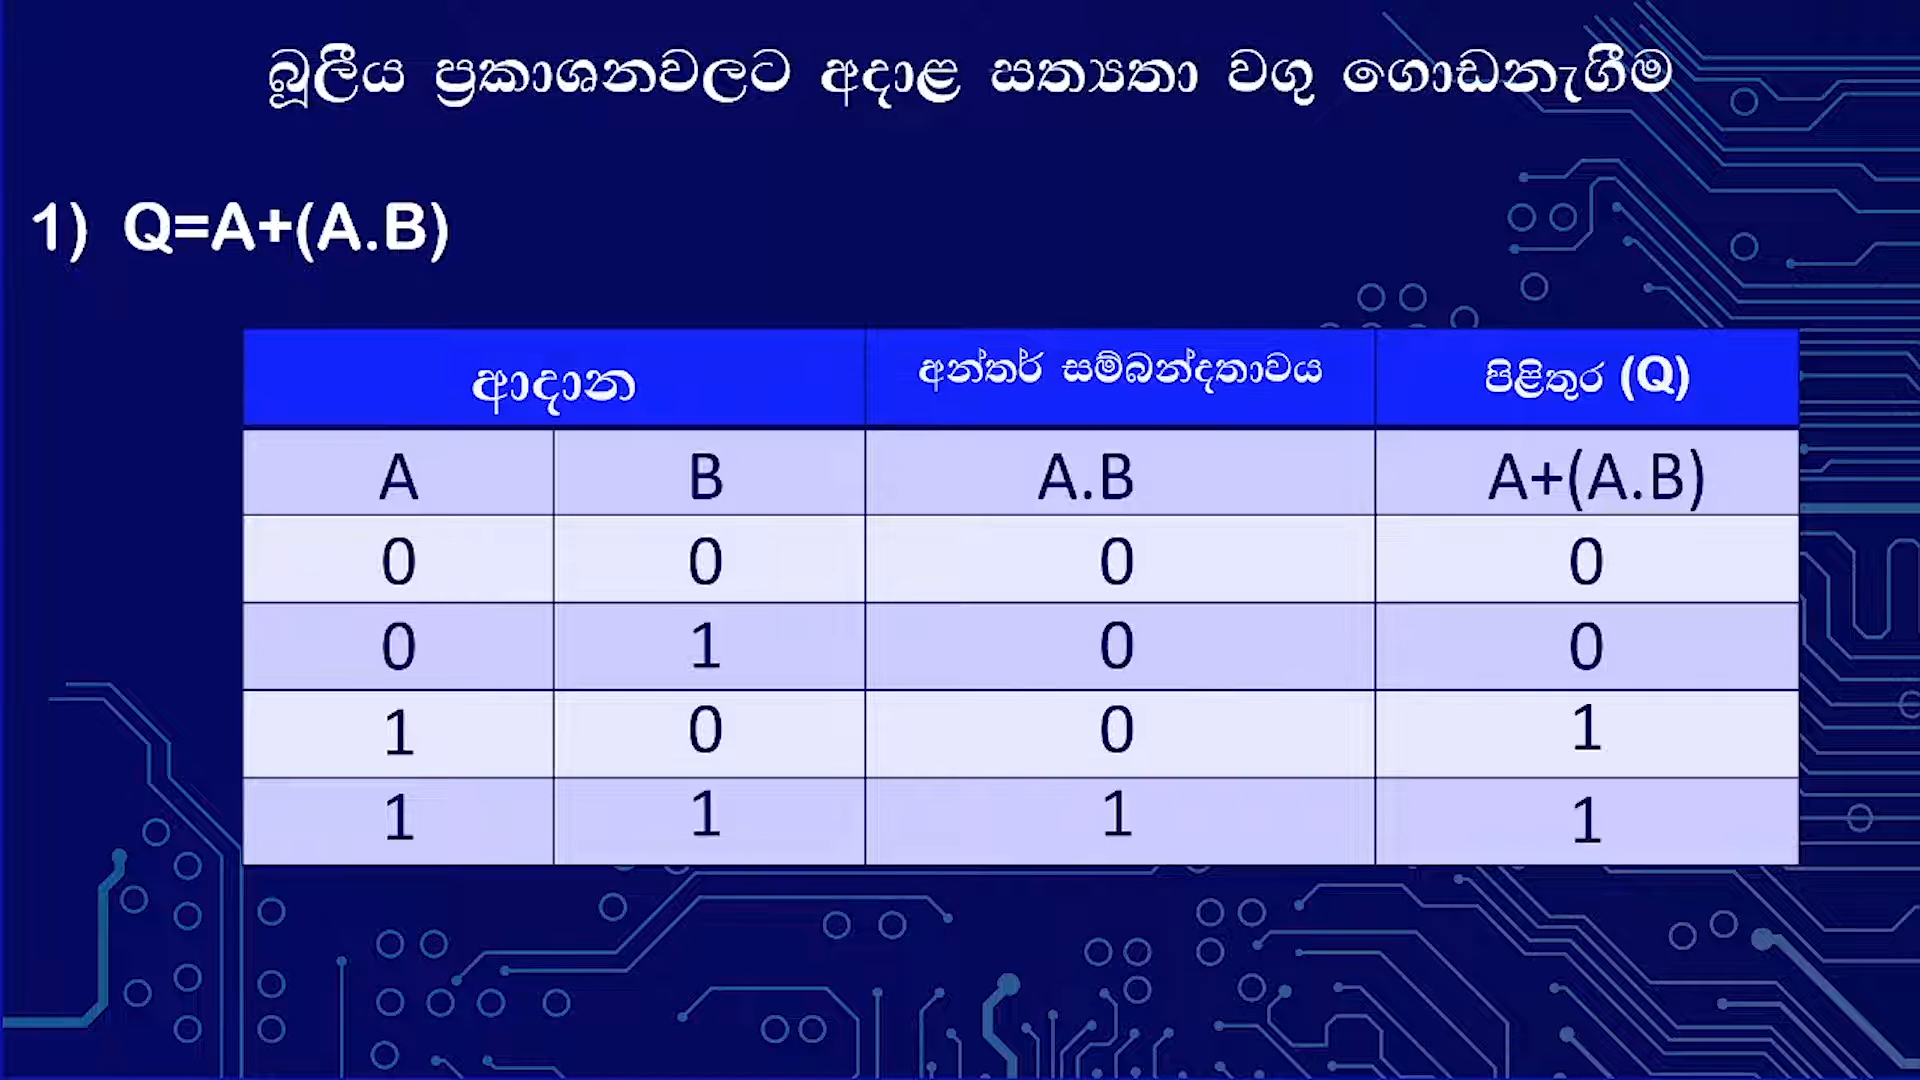 බූලීය ප්‍රකාශනවලට අදාළ සත්‍යතා වගු ගොඩනැගීම
1) Q=A+(A.B)
ආදාන අන්තර් සම්බන්දතාවය පිළිතුර (Q)
A B A.B A+(A.B)
0 0 0 0
0 1 0 0
1 0 0 1
1 1 1 1